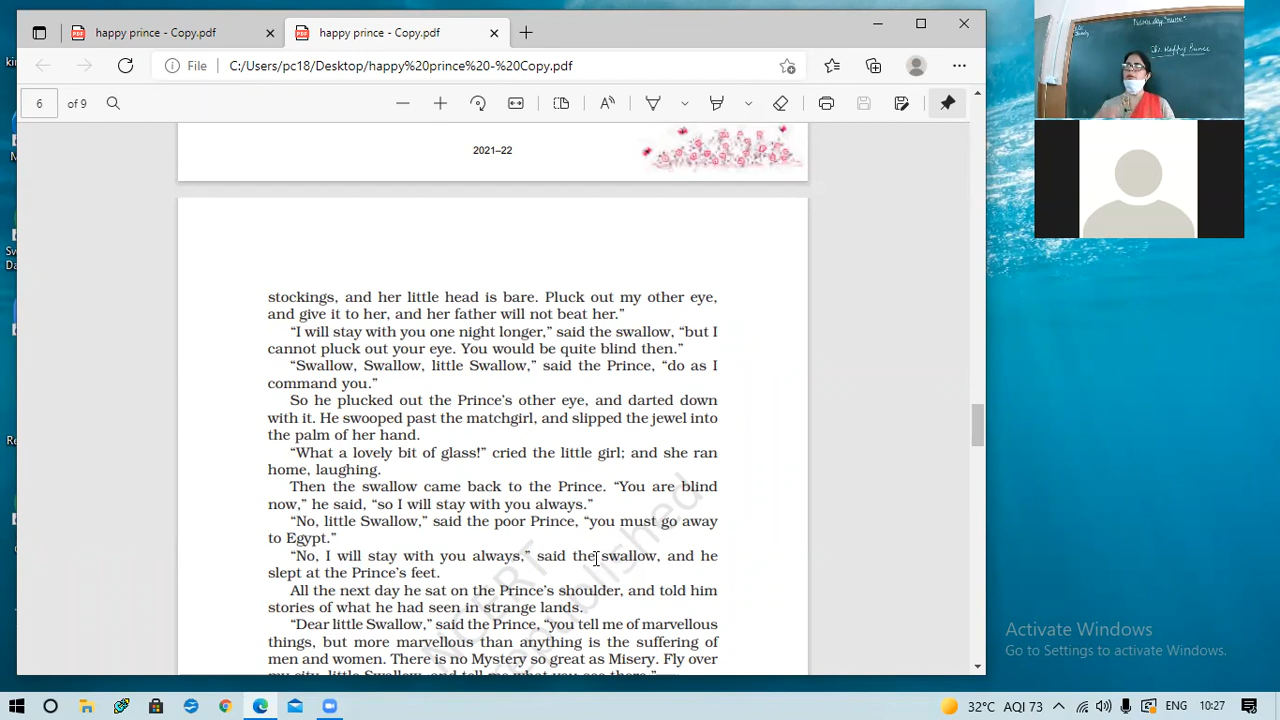 happy prince - Copy.pdf
happy prince - Copy.pdf
File C:/Users/pc18/Desktop/happy%20prince%20-%20Copy.pdf
6 of 9
2021–22
stockings, and her little head is bare. Pluck out my other eye,
and give it to her, and her father will not beat her.”
“I will stay with you one night longer,” said the swallow, “but I
cannot pluck out your eye. You would be quite blind then.”
“Swallow, Swallow, little Swallow,” said the Prince, “do as I
command you.”
So he plucked out the Prince’s other eye, and darted down
with it. He swooped past the matchgirl, and slipped the jewel into
the palm of her hand.
“What a lovely bit of glass!” cried the little girl; and she ran
home, laughing.
Then the swallow came back to the Prince. “You are blind
now,” he said, “so I will stay with you always.”
“No, little Swallow,” said the poor Prince, “you must go away
to Egypt.”
“No, I will stay with you always,” said the swallow, and he
slept at the Prince’s feet.
All the next day he sat on the Prince’s shoulder, and told him
stories of what he had seen in strange lands.
“Dear little Swallow,” said the Prince, “you tell me of marvellous
things, but more marvellous than anything is the suffering of
men and women. There is no Mystery so great as Misery. Fly over
my city, little Swallow, and tell me what you see there.”
The Happy Prince
Activate Windows
Go to Settings to activate Windows.
32°C AQI 73
ENG
10:27